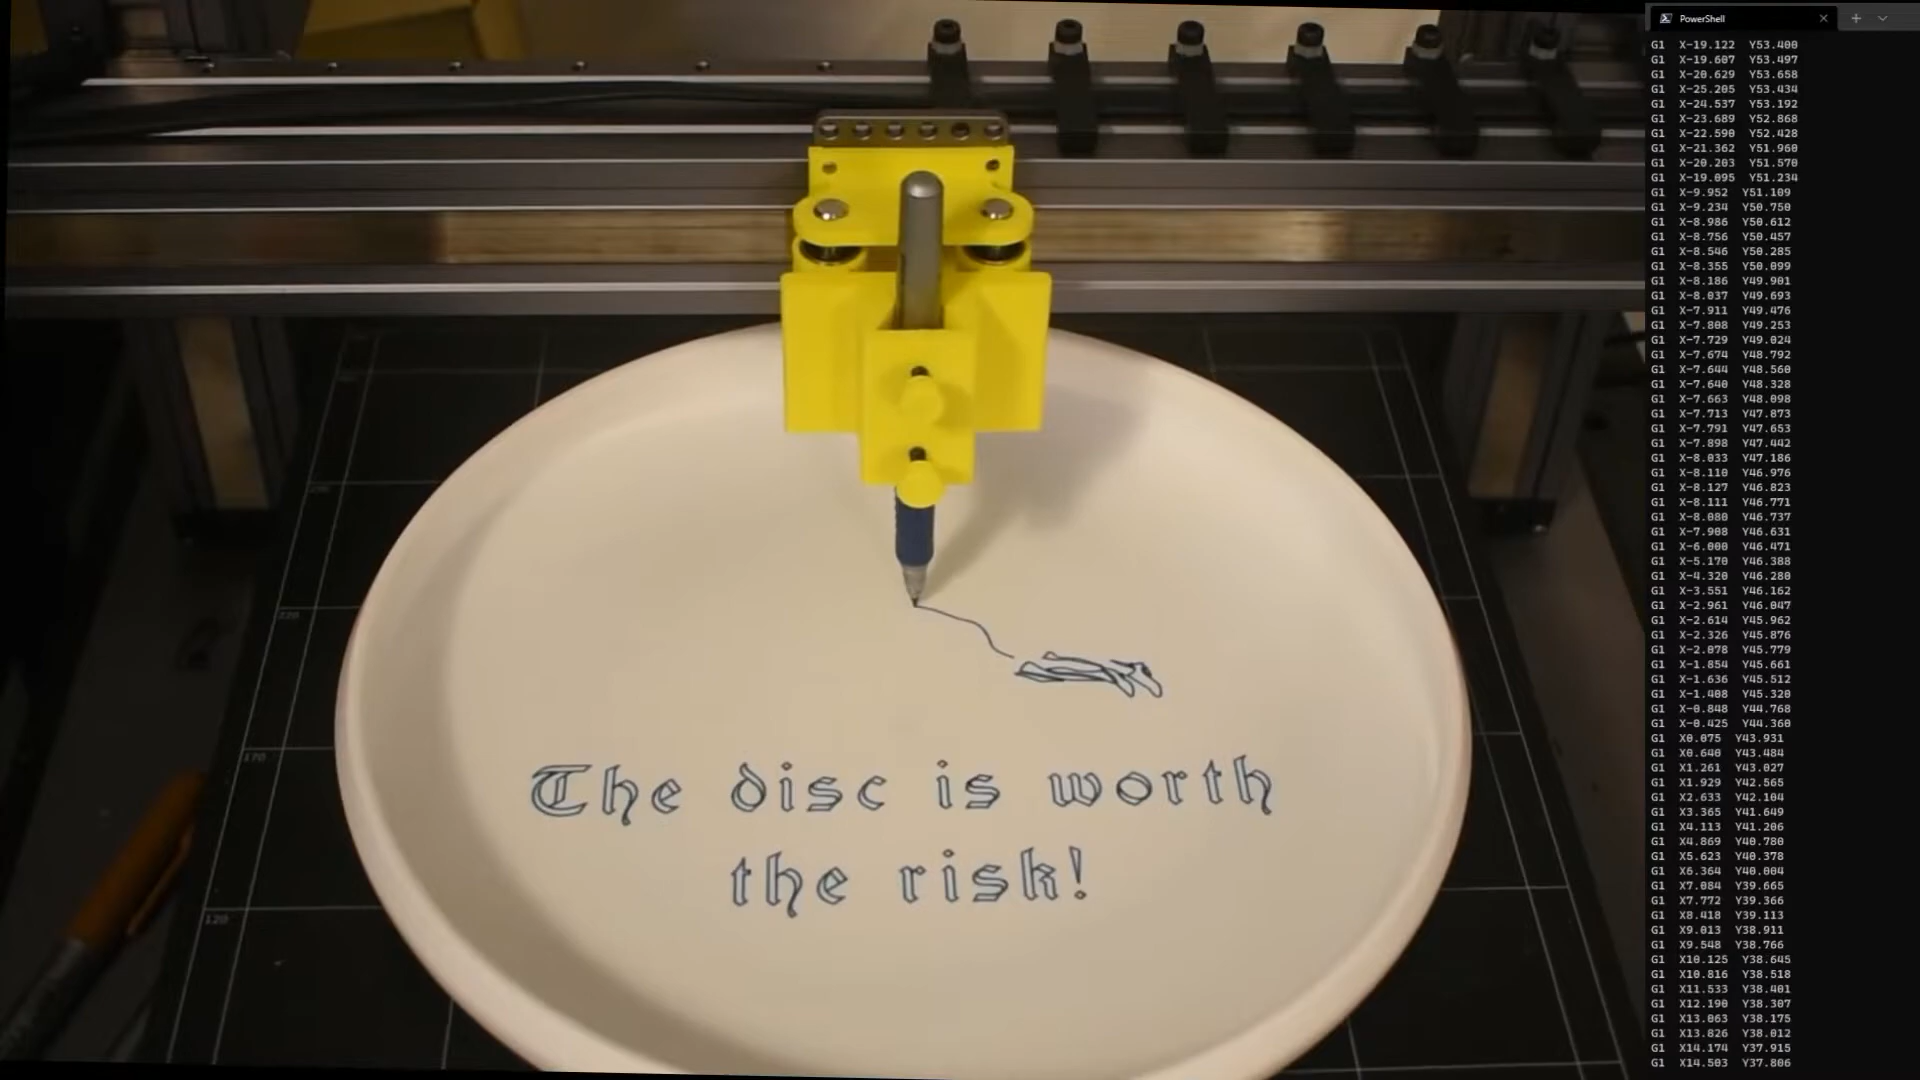 PowerShell
G1 X-19.122 Y53.400
G1 X-19.607 Y53.497
G1 X-20.629 Y53.658
G1 X-25.205 Y53.434
G1 X-24.537 Y53.192
G1 X-23.689 Y52.868
G1 X-22.590 Y52.428
G1 X-21.362 Y51.960
G1 X-20.203 Y51.570
G1 X-19.095 Y51.234
G1 X-9.952 Y51.109
G1 X-9.234 Y50.750
G1 X-8.986 Y50.612
G1 X-8.756 Y50.457
G1 X-8.546 Y50.285
G1 X-8.355 Y50.099
G1 X-8.186 Y49.901
G1 X-8.037 Y49.693
G1 X-7.911 Y49.476
G1 X-7.808 Y49.253
G1 X-7.729 Y49.024
G1 X-7.674 Y48.792
G1 X-7.644 Y48.560
G1 X-7.640 Y48.328
G1 X-7.663 Y48.098
G1 X-7.713 Y47.873
G1 X-7.791 Y47.653
G1 X-7.898 Y47.442
G1 X-8.033 Y47.186
G1 X-8.110 Y46.976
G1 X-8.127 Y46.823
G1 X-8.111 Y46.771
G1 X-8.080 Y46.737
G1 X-7.908 Y46.631
G1 X-6.000 Y46.471
G1 X-5.170 Y46.388
G1 X-4.320 Y46.280
G1 X-3.551 Y46.162
G1 X-2.961 Y46.047
G1 X-2.614 Y45.962
G1 X-2.326 Y45.876
G1 X-2.078 Y45.779
G1 X-1.854 Y45.661
G1 X-1.636 Y45.512
G1 X-1.408 Y45.320
G1 X-0.848 Y44.768
G1 X-0.425 Y44.360
G1 X0.075 Y43.931
G1 X0.640 Y43.484
G1 X1.261 Y43.027
G1 X1.929 Y42.565
G1 X2.633 Y42.104
G1 X3.365 Y41.649
G1 X4.113 Y41.206
G1 X4.869 Y40.780
G1 X5.623 Y40.378
G1 X6.364 Y40.004
G1 X7.084 Y39.665
G1 X7.772 Y39.366
G1 X8.418 Y39.113
G1 X9.013 Y38.911
G1 X9.548 Y38.766
G1 X10.125 Y38.645
G1 X10.816 Y38.518
G1 X11.533 Y38.401
G1 X12.190 Y38.307
G1 X13.063 Y38.175
G1 X13.826 Y38.012
G1 X14.174 Y37.915
G1 X14.503 Y37.806
The disc is worth
the risk!
170
120